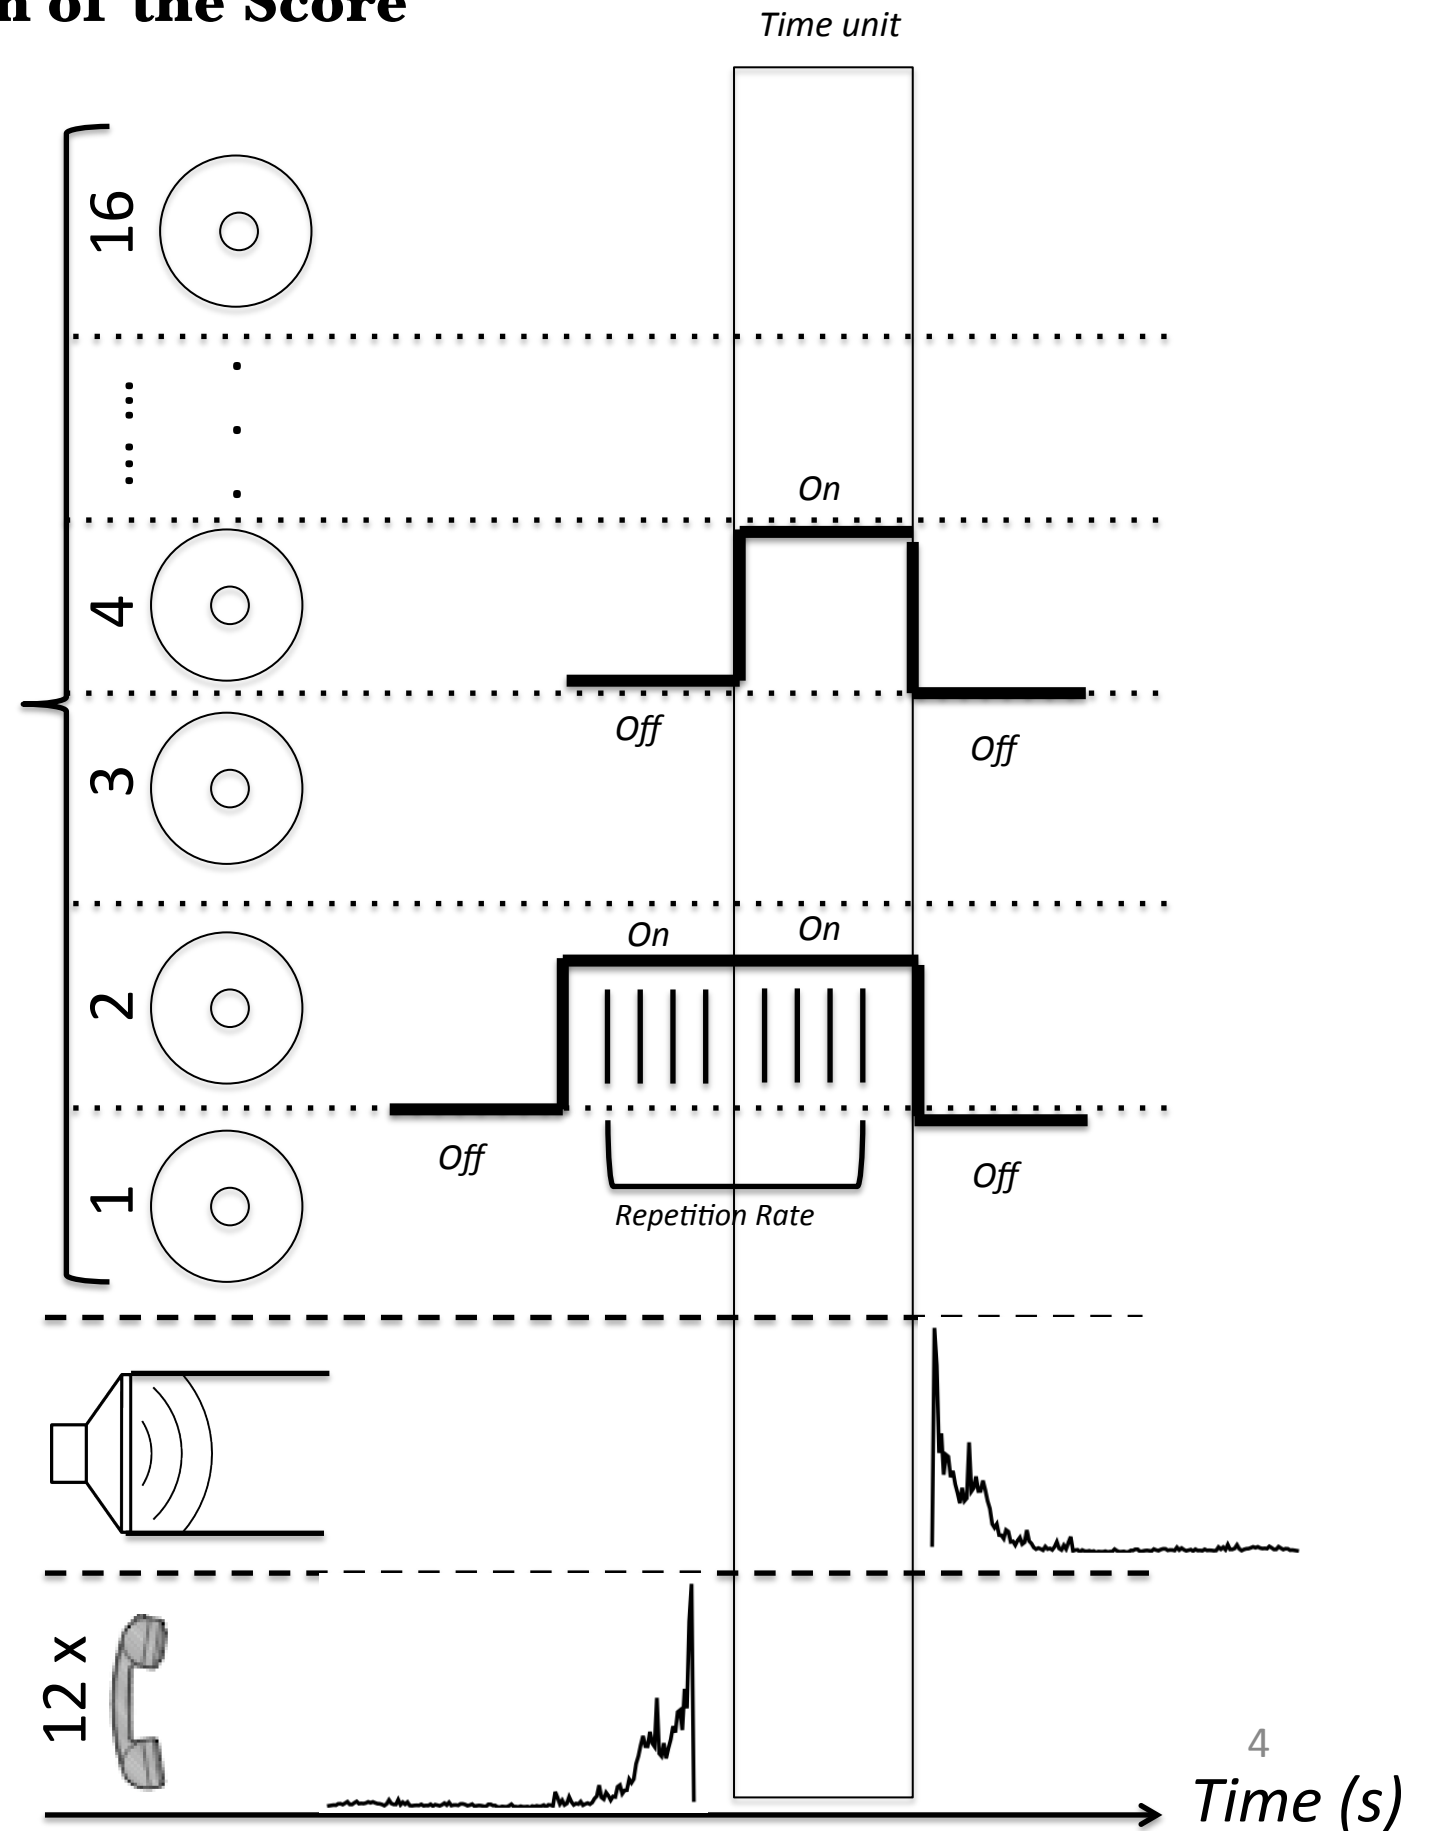 n of the Score
Time unit
16
On
4
Off
Off
3
On
On
2
Off
Off
Repetition Rate
1
12 x
4
Time (s)